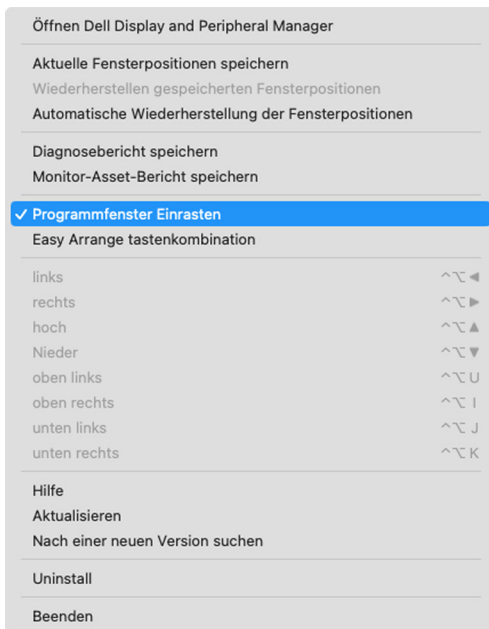 Öffnen Dell Display and Peripheral Manager
Aktuelle Fensterpositionen speichern
Wiederherstellen gespeicherten Fensterpositionen
Automatische Wiederherstellung der Fensterpositionen
Diagnosebericht speichern
Monitor-Asset-Bericht speichern
✓ Programmfenster Einrasten
Easy Arrange tastenkombination
links ^⌥◀
rechts ^⌥▶
hoch ^⌥▲
Nieder ^⌥▼
oben links ^⌥U
oben rechts ^⌥I
unten links ^⌥J
unten rechts ^⌥K
Hilfe
Aktualisieren
Nach einer neuen Version suchen
Uninstall
Beenden